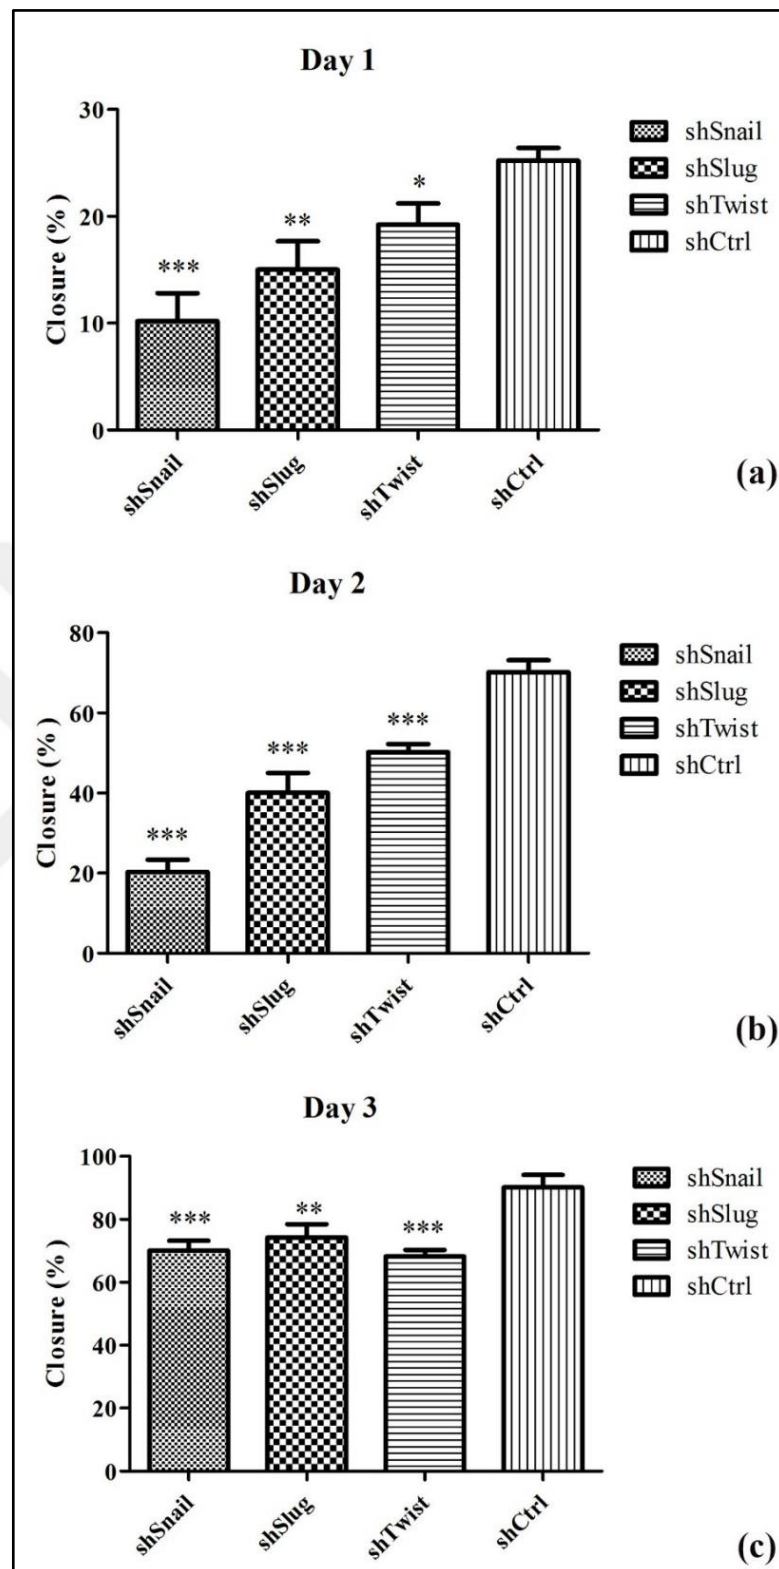 Day 1
30
20
10
0
Closure (%)
***
**
*
shSnail
shSlug
shTwist
shCtrl
shSnail
shSlug
shTwist
shCtrl
(a)
Day 2
80
60
40
20
0
Closure (%)
***
***
***
shSnail
shSlug
shTwist
shCtrl
shSnail
shSlug
shTwist
shCtrl
(b)
Day 3
100
80
60
40
20
0
Closure (%)
***
**
***
shSnail
shSlug
shTwist
shCtrl
shSnail
shSlug
shTwist
shCtrl
(c)